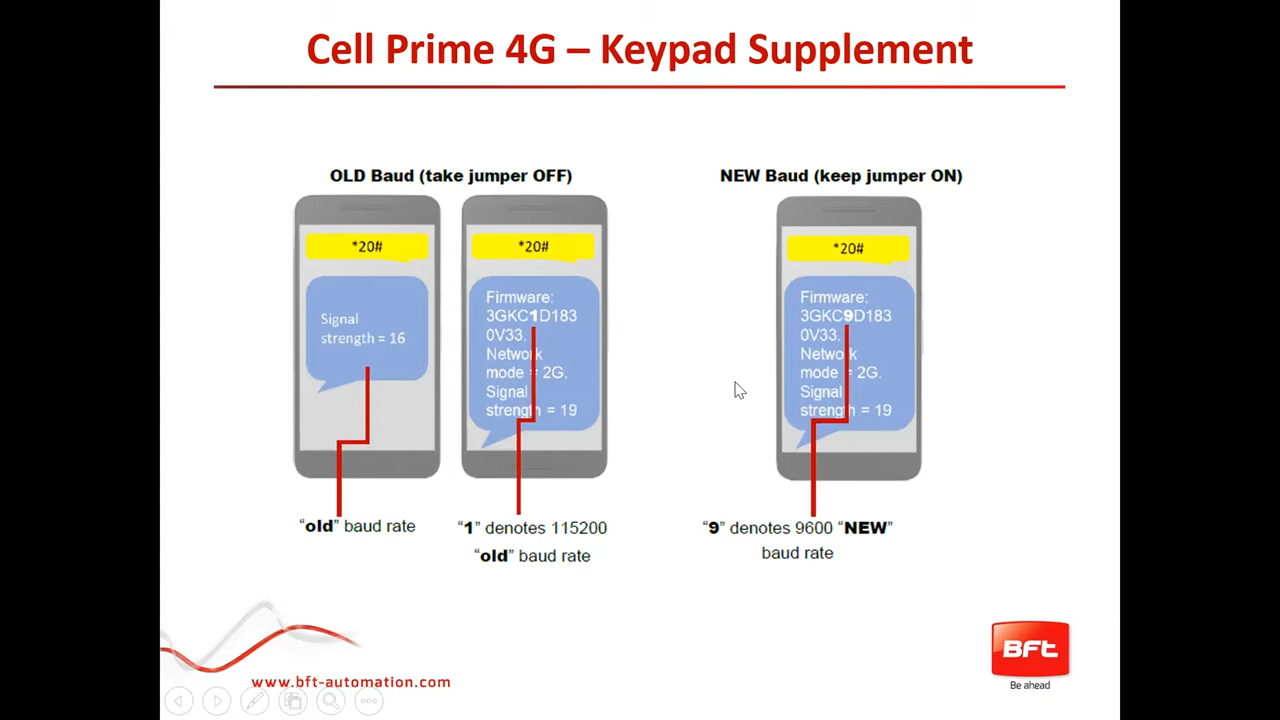 Cell Prime 4G – Keypad Supplement
OLD Baud (take jumper OFF)
*20#
Signal
strength = 16
"old" baud rate
*20#
Firmware:
3GKC1D183
0V33.
Network
mode = 2G.
Signal
strength = 19
"1" denotes 115200
"old" baud rate
NEW Baud (keep jumper ON)
*20#
Firmware:
3GKC9D183
0V33.
Network
mode = 2G.
Signal
strength = 19
"9" denotes 9600 "NEW"
baud rate
www.bft-automation.com
BFt
Be ahead